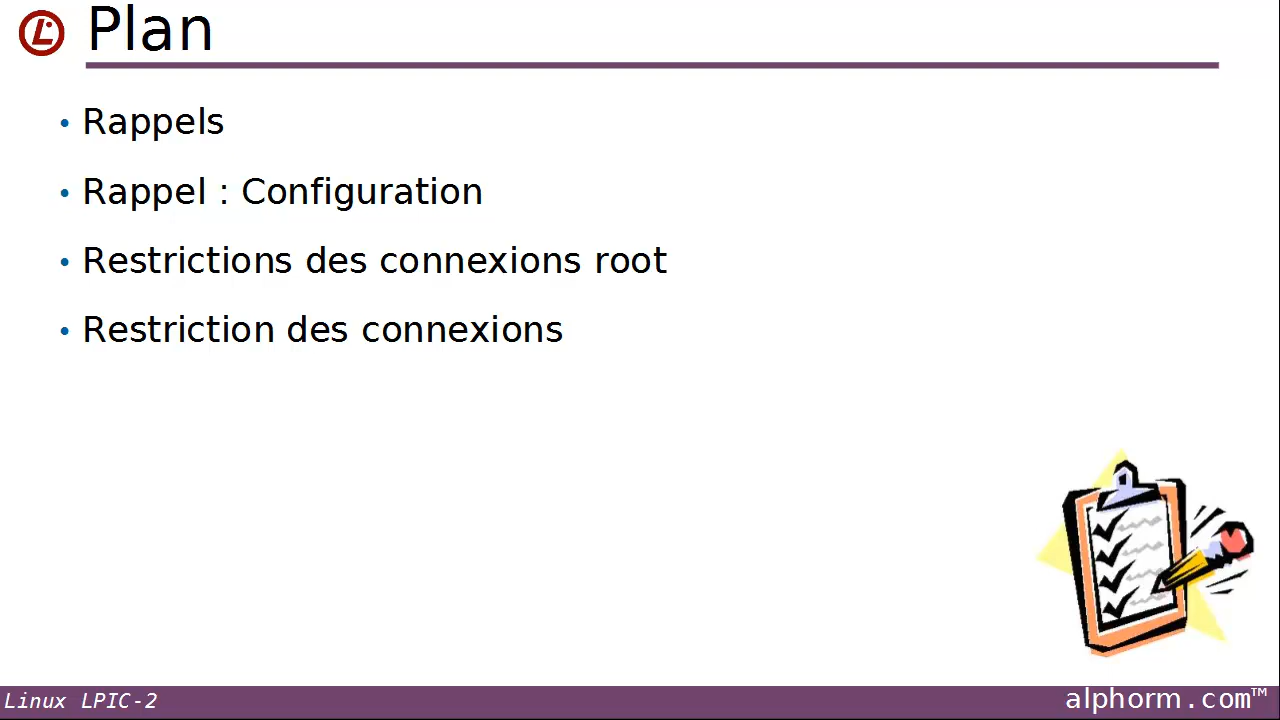 Plan
• Rappels
• Rappel : Configuration
• Restrictions des connexions root
• Restriction des connexions
Linux LPIC-2
alphorm.com™